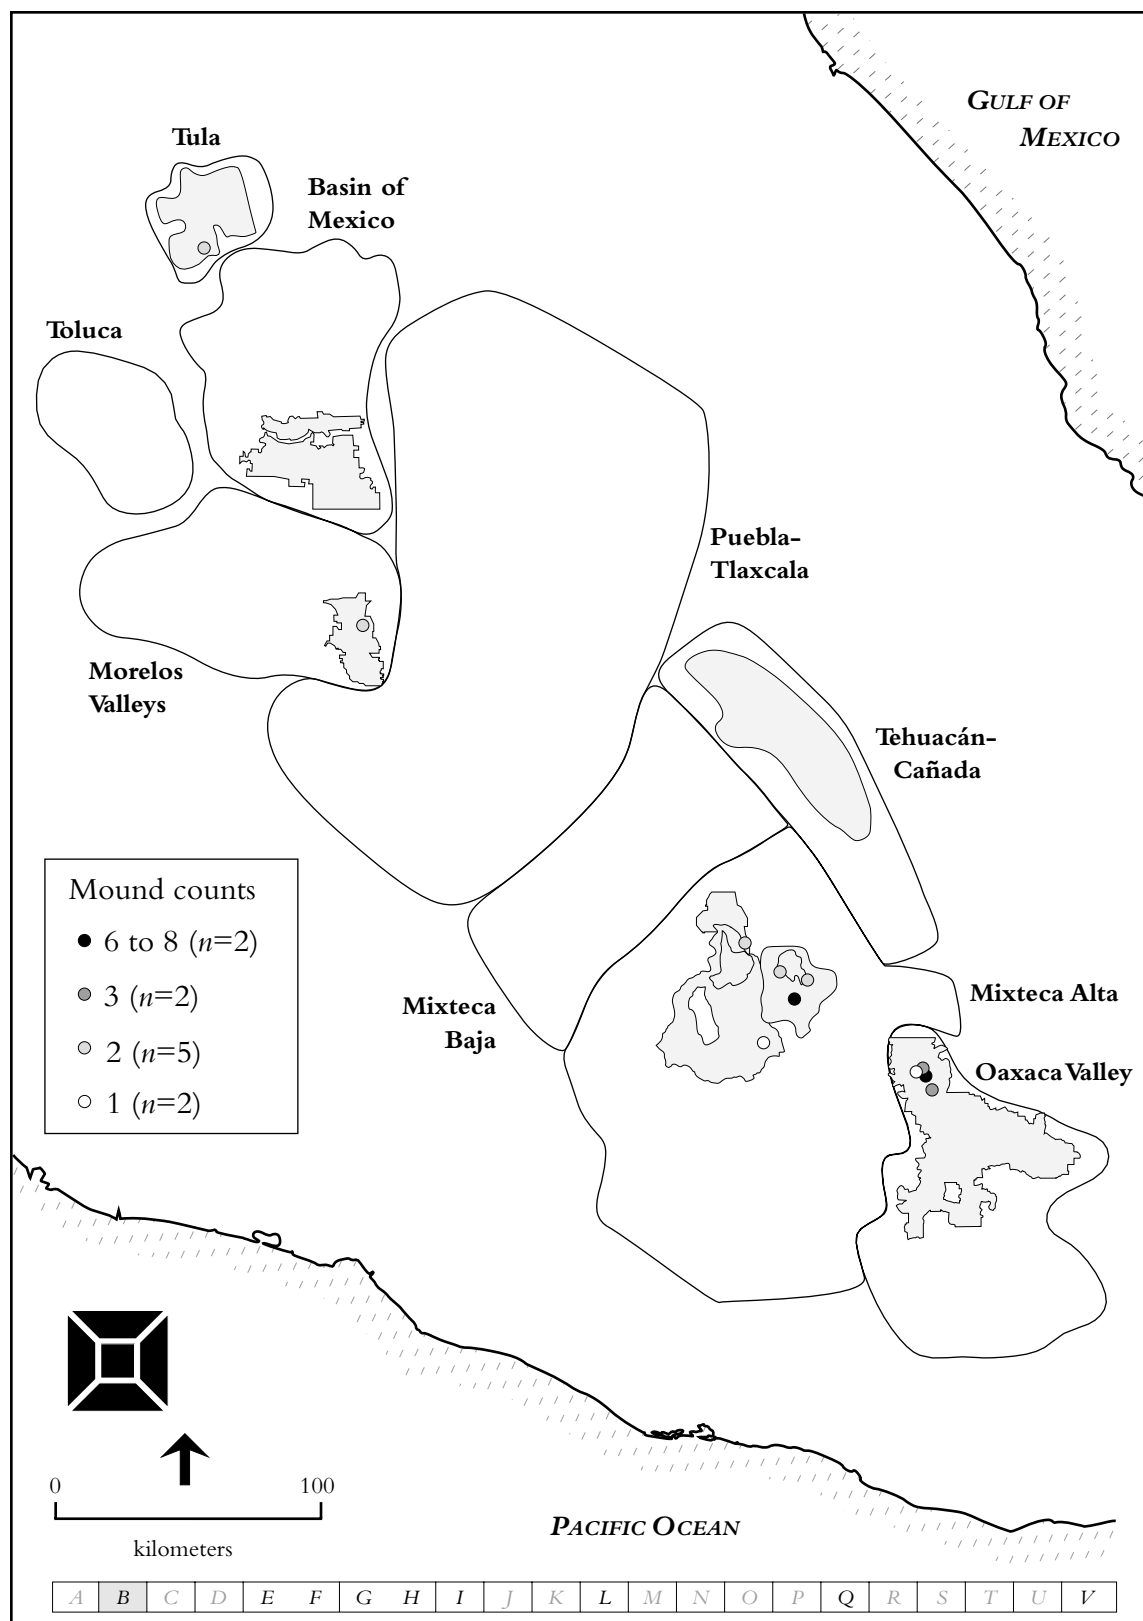 GULF OF
MEXICO
Tula
Basin of
Mexico
Toluca
Puebla-
Tlaxcala
Morelos
Valleys
Tehuacán-
Cañada
Mound counts
6 to 8 (n=2)
3 (n=2)
2 (n=5)
1 (n=2)
Mixteca
Baja
Mixteca Alta
Oaxaca Valley
0 100
kilometers
PACIFIC OCEAN
A B C D E F G H I J K L M N O P Q R S T U V